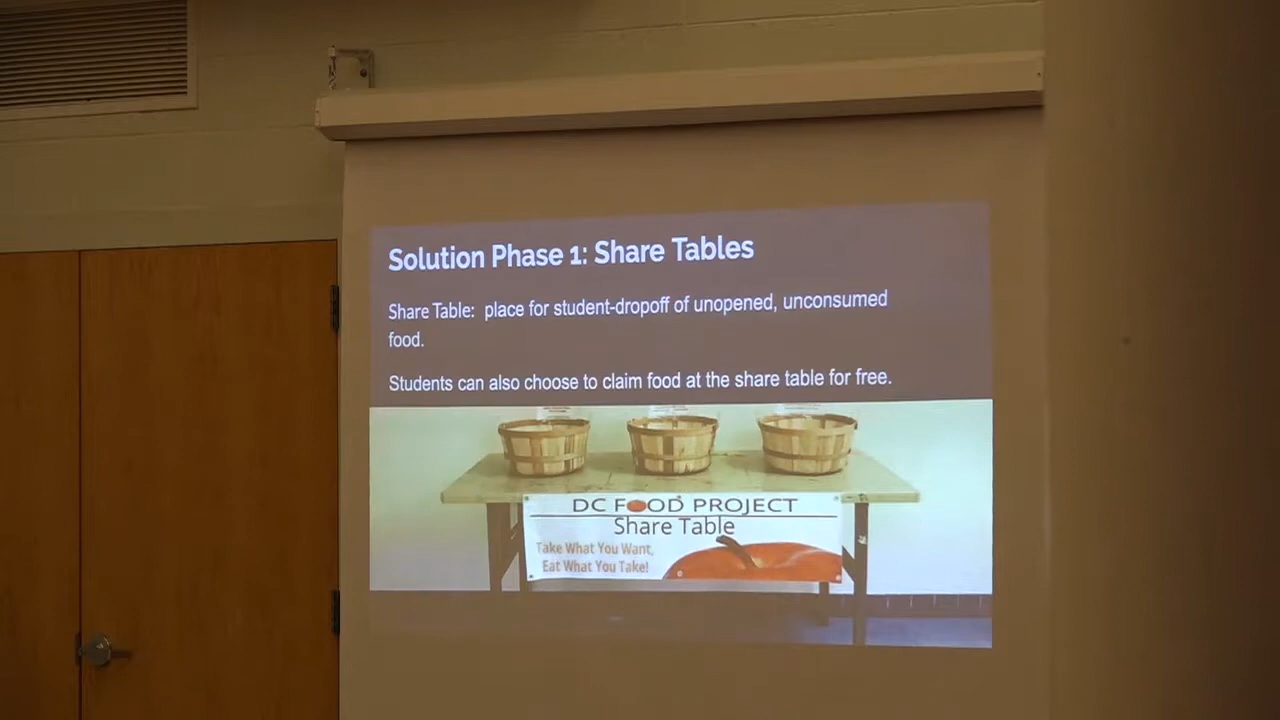 Solution Phase 1: Share Tables
Share Table: place for student-dropoff of unopened, unconsumed
food.
Students can also choose to claim food at the share table for free.
DC FOOD PROJECT
Share Table
Take What You Want,
Eat What You Take!